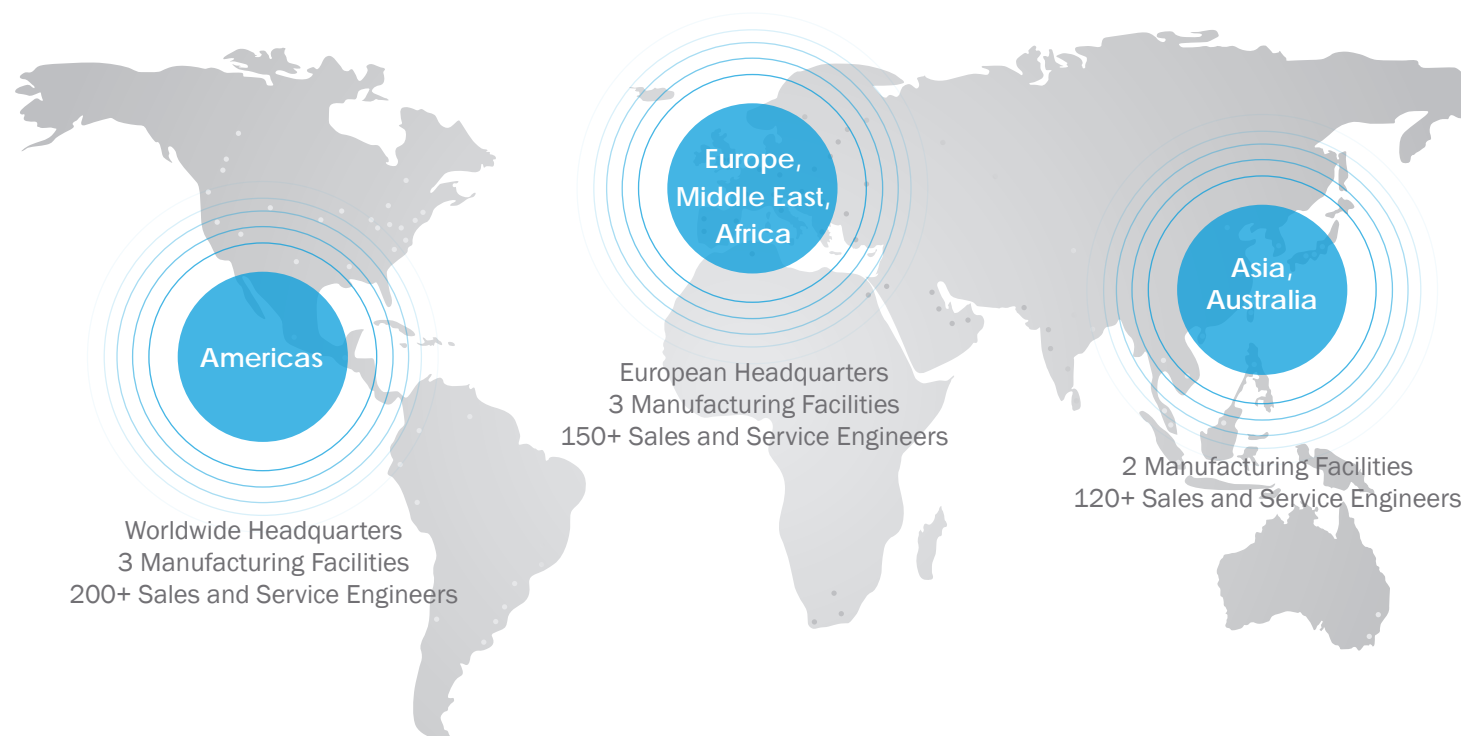 Americas
Worldwide Headquarters
3 Manufacturing Facilities
200+ Sales and Service Engineers
Europe,
Middle East,
Africa
European Headquarters
3 Manufacturing Facilities
150+ Sales and Service Engineers
Asia,
Australia
2 Manufacturing Facilities
120+ Sales and Service Engineers